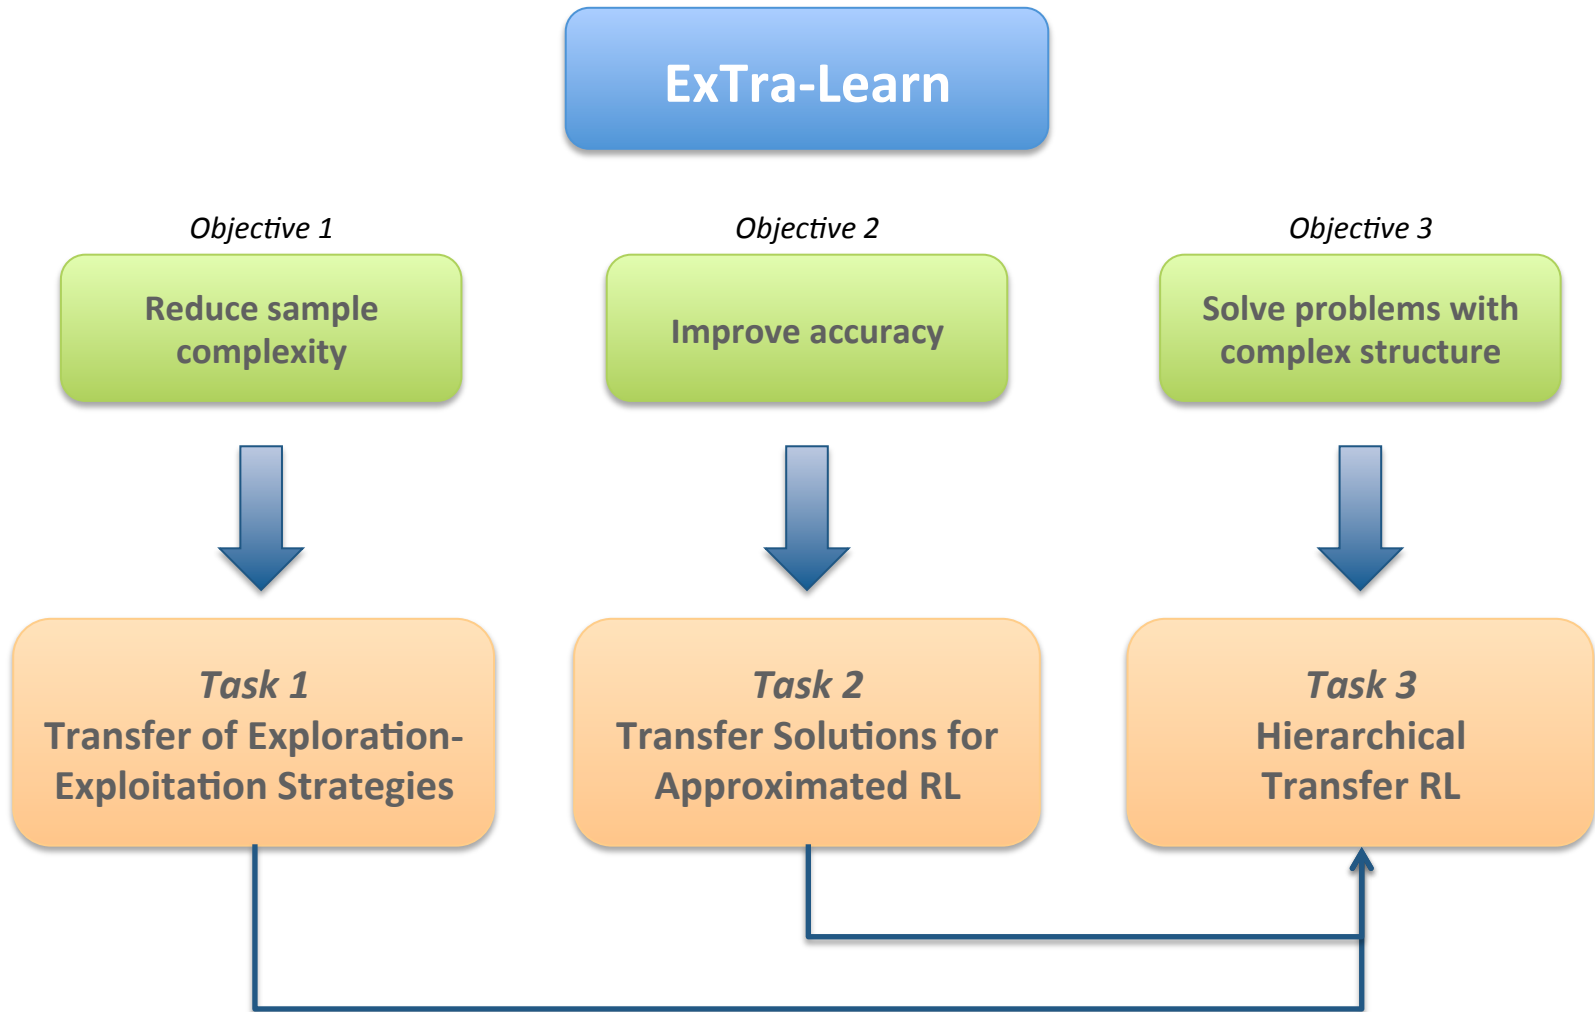 ExTra-Learn
Objective 1
Reduce sample
complexity
Objective 2
Improve accuracy
Objective 3
Solve problems with
complex structure
Task 1
Transfer of Exploration-
Exploitation Strategies
Task 2
Transfer Solutions for
Approximated RL
Task 3
Hierarchical
Transfer RL